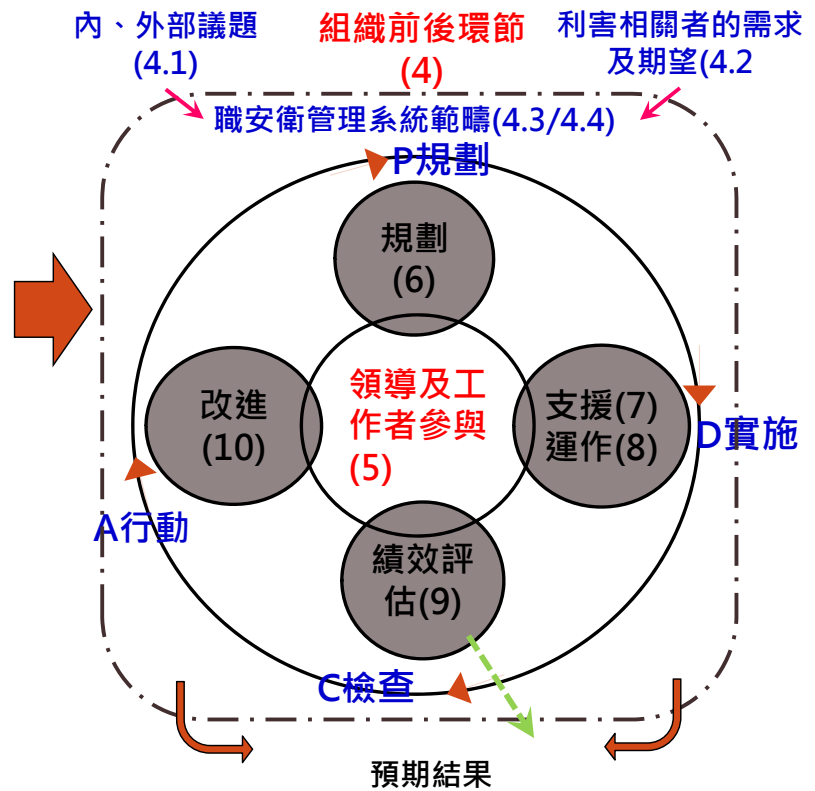 內、外部議題
(4.1)
組織前後環節
(4)
利害相關者的需求
及期望(4.2
職安衛管理系統範疇(4.3/4.4)
P規劃
規劃
(6)
改進
(10)
領導及工
作者參與
(5)
支援(7)
運作(8)
D實施
A行動
績效評
估(9)
C檢查
預期結果